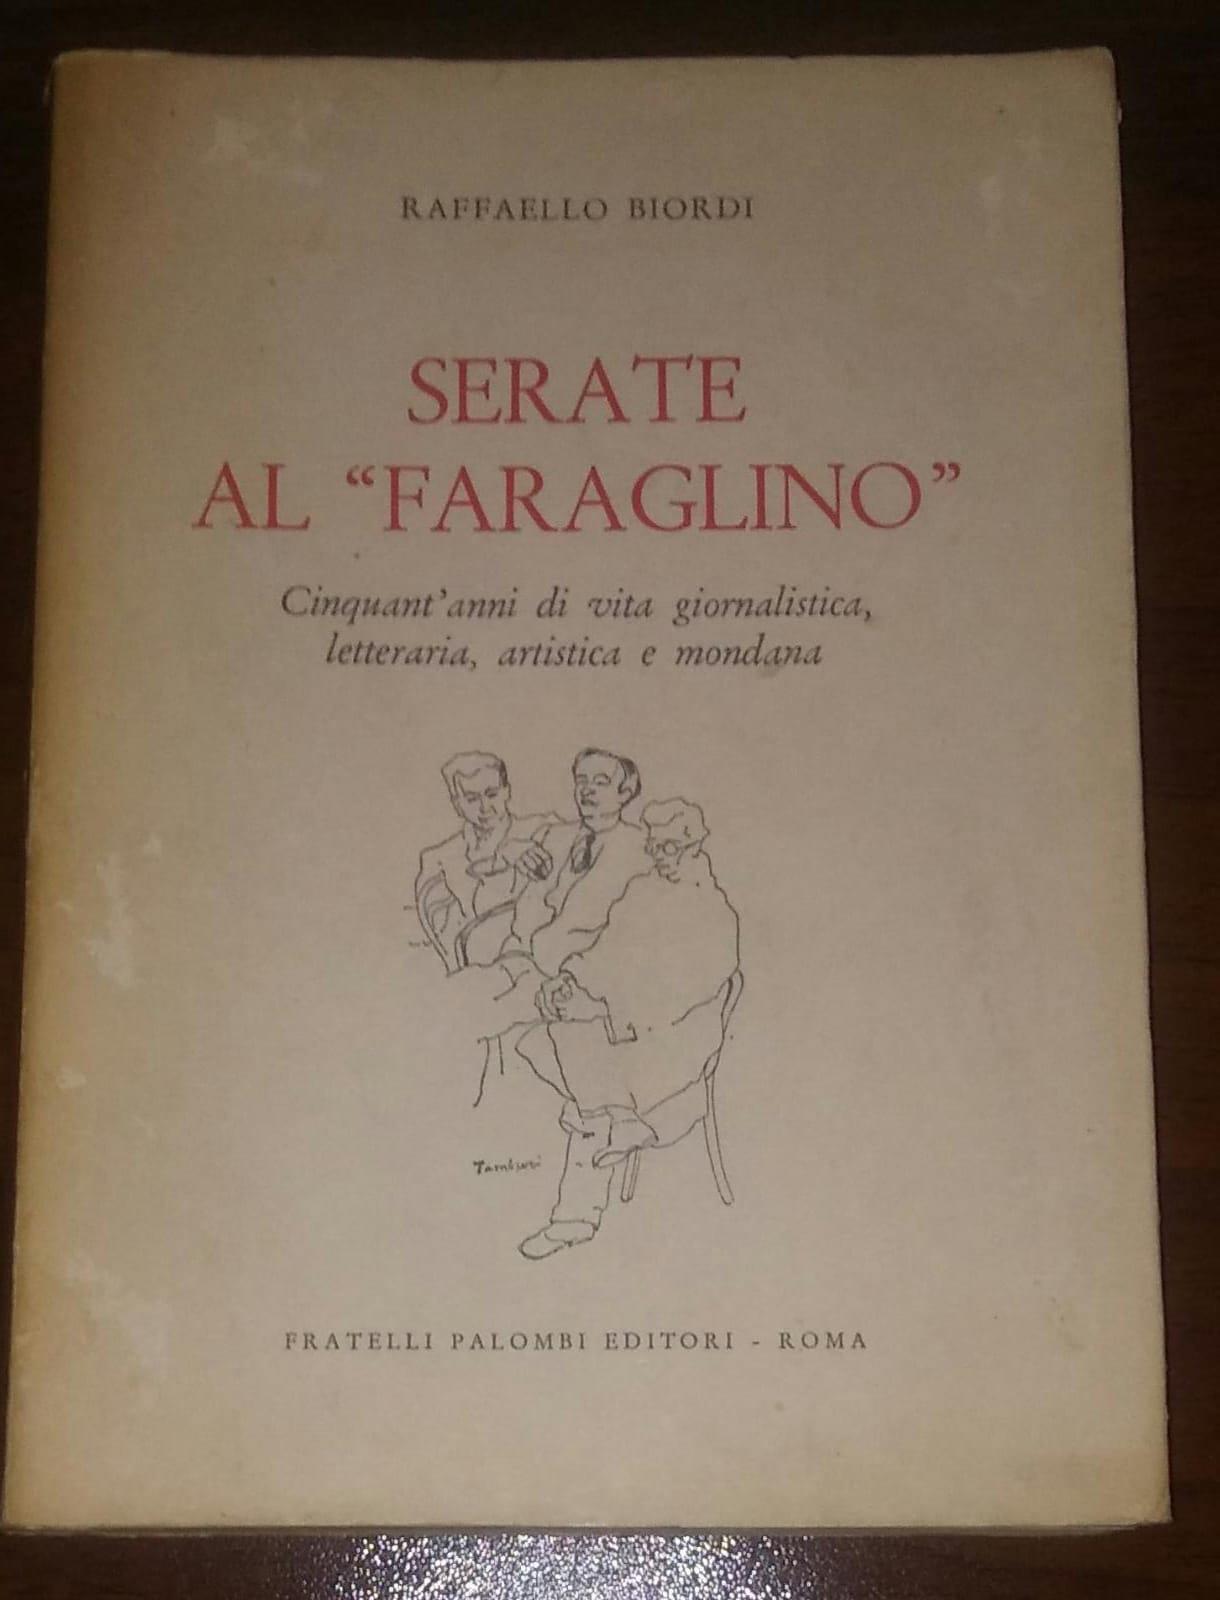 RAFFAELLO BIORDI
SERATE
AL “FARAGLINO”
Cinquant’anni di vita giornalistica,
letteraria, artistica e mondana
Tamburi
FRATELLI PALOMBI EDITORI - ROMA